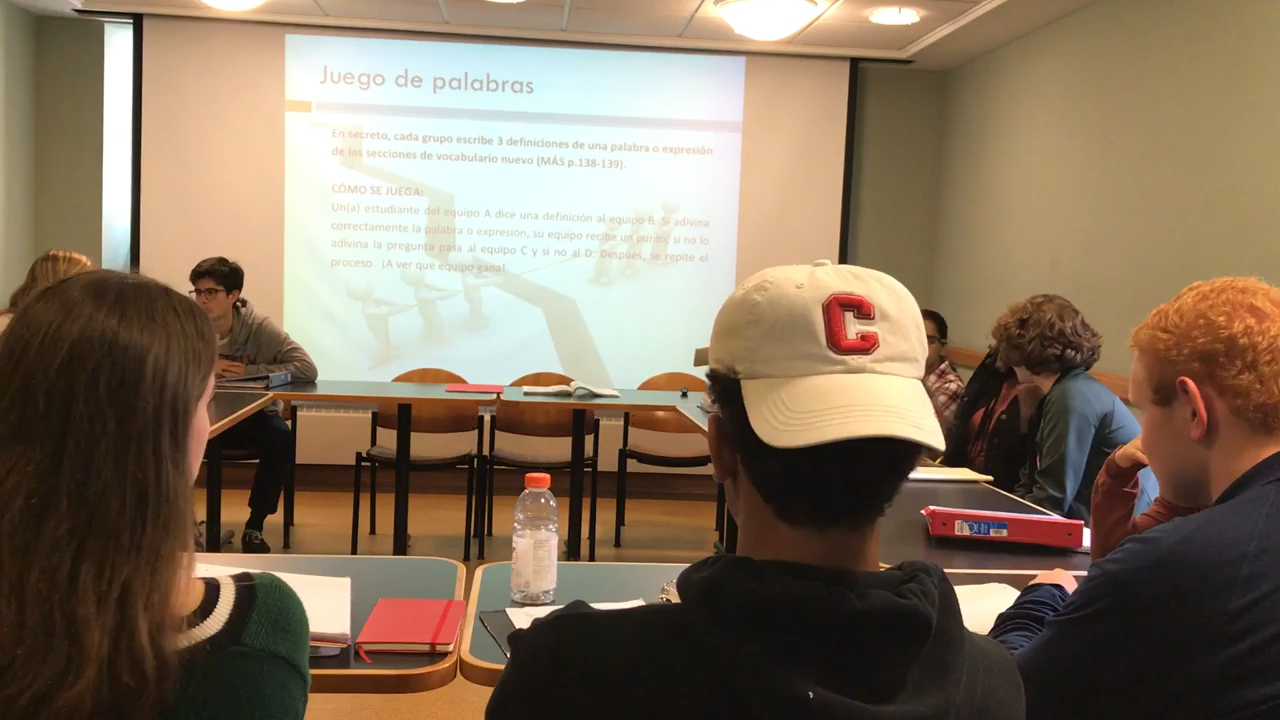 Juego de palabras
En secreto, cada grupo escribe 3 definiciones de una palabra o expresión
de las secciones de vocabulario nuevo (MÁS p.138-139).
CÓMO SE JUEGA:
Un(a) estudiante del equipo A dice una definición al equipo B. Si adivina
correctamente la palabra o expresión, su equipo recibe un punto; si no lo
adivina la pregunta pasa al equipo C y si no al D. Después, se repite el
proceso. ¡A ver qué equipo gana!
C